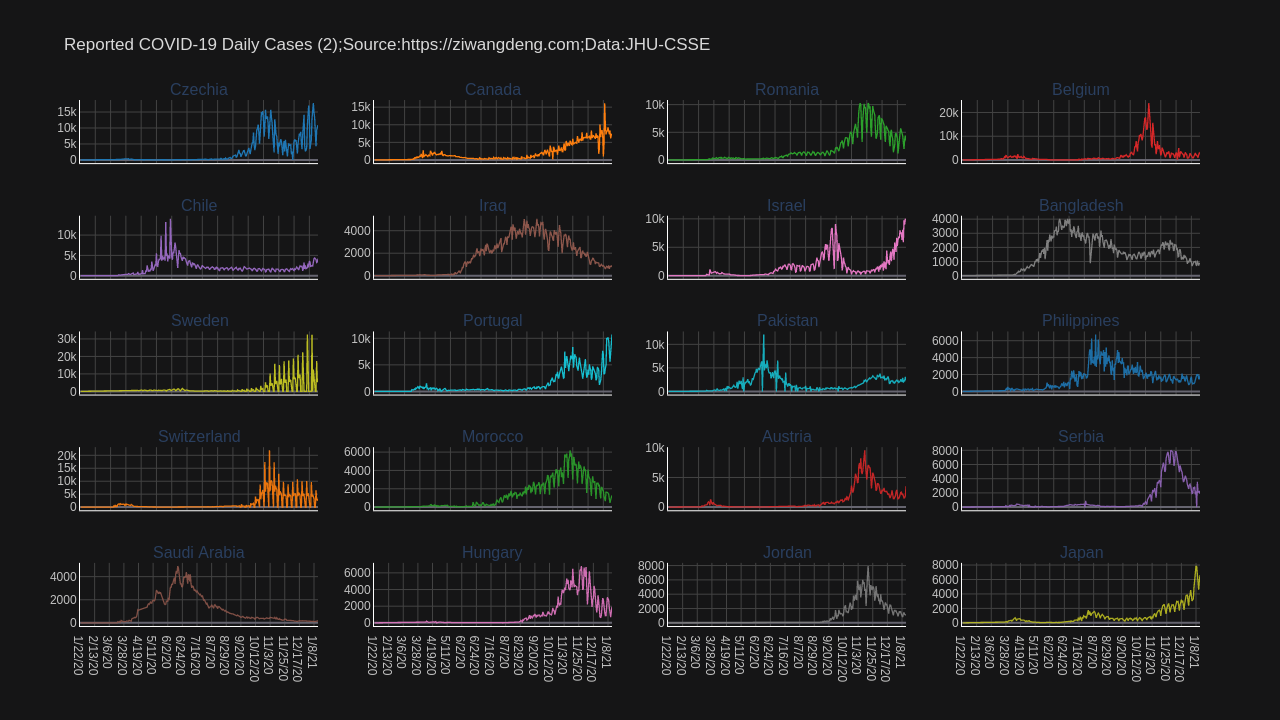 Reported COVID-19 Daily Cases (2);Source:https://ziwangdeng.com;Data:JHU-CSSE
Czechia
15k
10k
5k
0
Canada
15k
10k
5k
0
Romania
10k
5k
0
Belgium
20k
10k
0
Chile
10k
5k
0
Iraq
4000
2000
0
Israel
10k
5k
0
Bangladesh
4000
3000
2000
1000
0
Sweden
30k
20k
10k
0
Portugal
10k
5k
0
Pakistan
10k
5k
0
Philippines
6000
4000
2000
0
Switzerland
20k
15k
10k
5k
0
Morocco
6000
4000
2000
0
Austria
10k
5k
0
Serbia
8000
6000
4000
2000
0
Saudi Arabia
4000
2000
0
Hungary
6000
4000
2000
0
Jordan
8000
6000
4000
2000
0
Japan
8000
6000
4000
2000
0
1/22/20
2/13/20
3/6/20
3/28/20
4/19/20
5/11/20
6/2/20
6/24/20
7/16/20
8/7/20
8/29/20
9/20/20
10/12/20
11/3/20
11/25/20
12/17/20
1/8/21
1/22/20
2/13/20
3/6/20
3/28/20
4/19/20
5/11/20
6/2/20
6/24/20
7/16/20
8/7/20
8/29/20
9/20/20
10/12/20
11/3/20
11/25/20
12/17/20
1/8/21
1/22/20
2/13/20
3/6/20
3/28/20
4/19/20
5/11/20
6/2/20
6/24/20
7/16/20
8/7/20
8/29/20
9/20/20
10/12/20
11/3/20
11/25/20
12/17/20
1/8/21
1/22/20
2/13/20
3/6/20
3/28/20
4/19/20
5/11/20
6/2/20
6/24/20
7/16/20
8/7/20
8/29/20
9/20/20
10/12/20
11/3/20
11/25/20
12/17/20
1/8/21